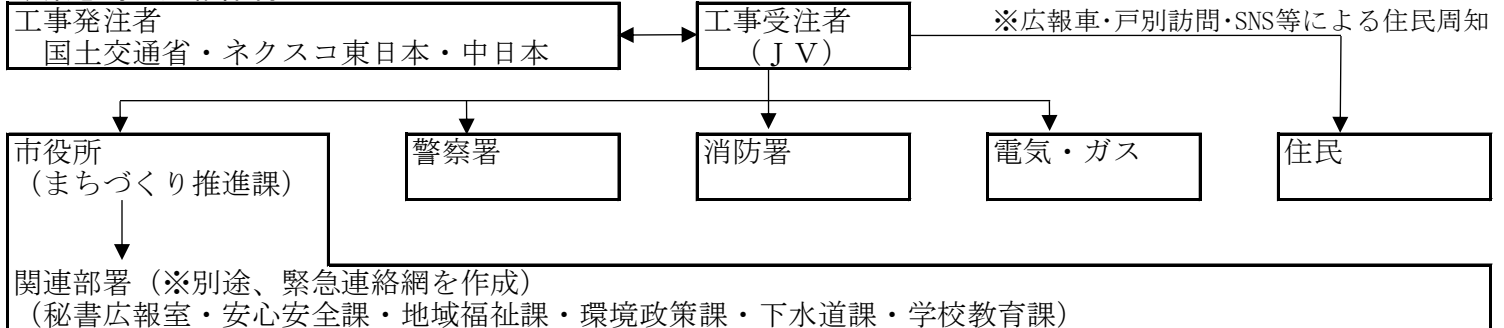 工事発注者
国土交通省・ネクスコ東日本・中日本
工事受注者
(JV)
※広報車・戸別訪問・SNS等による住民周知
市役所
(まちづくり推進課)
警察署
消防署
電気・ガス
住民
関連部署(※別途、緊急連絡網を作成)
(秘書広報室・安心安全課・地域福祉課・環境政策課・下水道課・学校教育課)